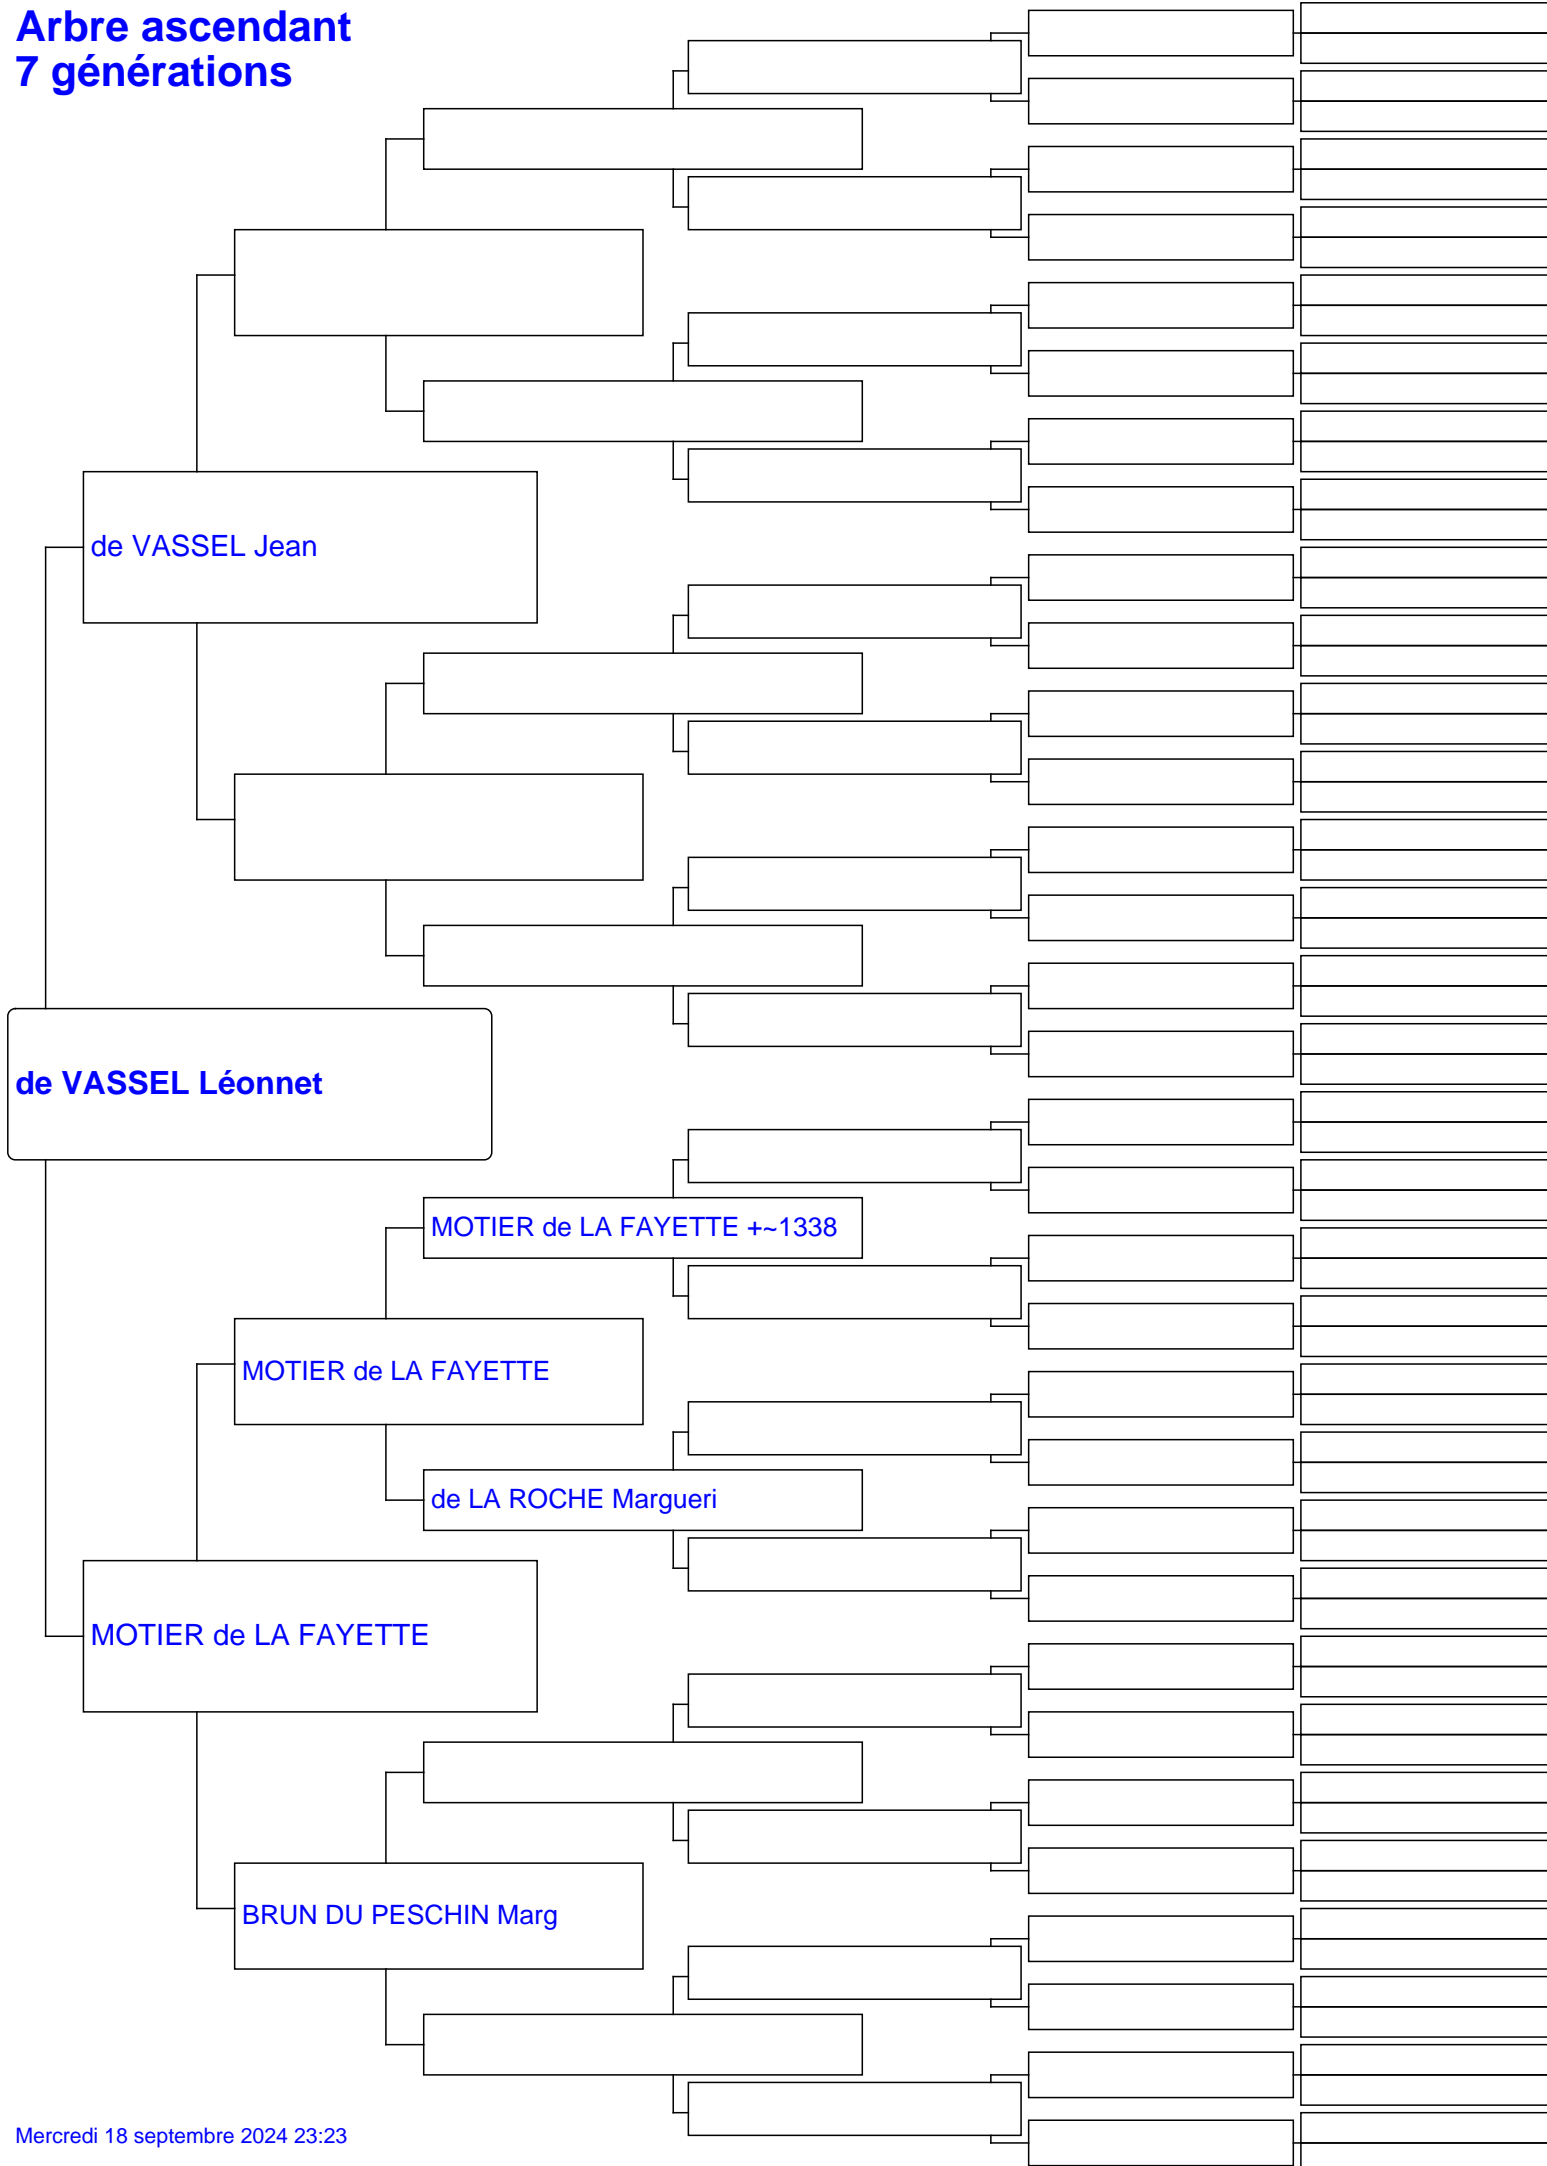 Arbre ascendant
7 générations
de VASSEL Jean
de VASSEL Léonnet
MOTIER de LA FAYETTE +~1338
MOTIER de LA FAYETTE
de LA ROCHE Margueri
MOTIER de LA FAYETTE
BRUN DU PESCHIN Marg
Mercredi 18 septembre 2024 23:23